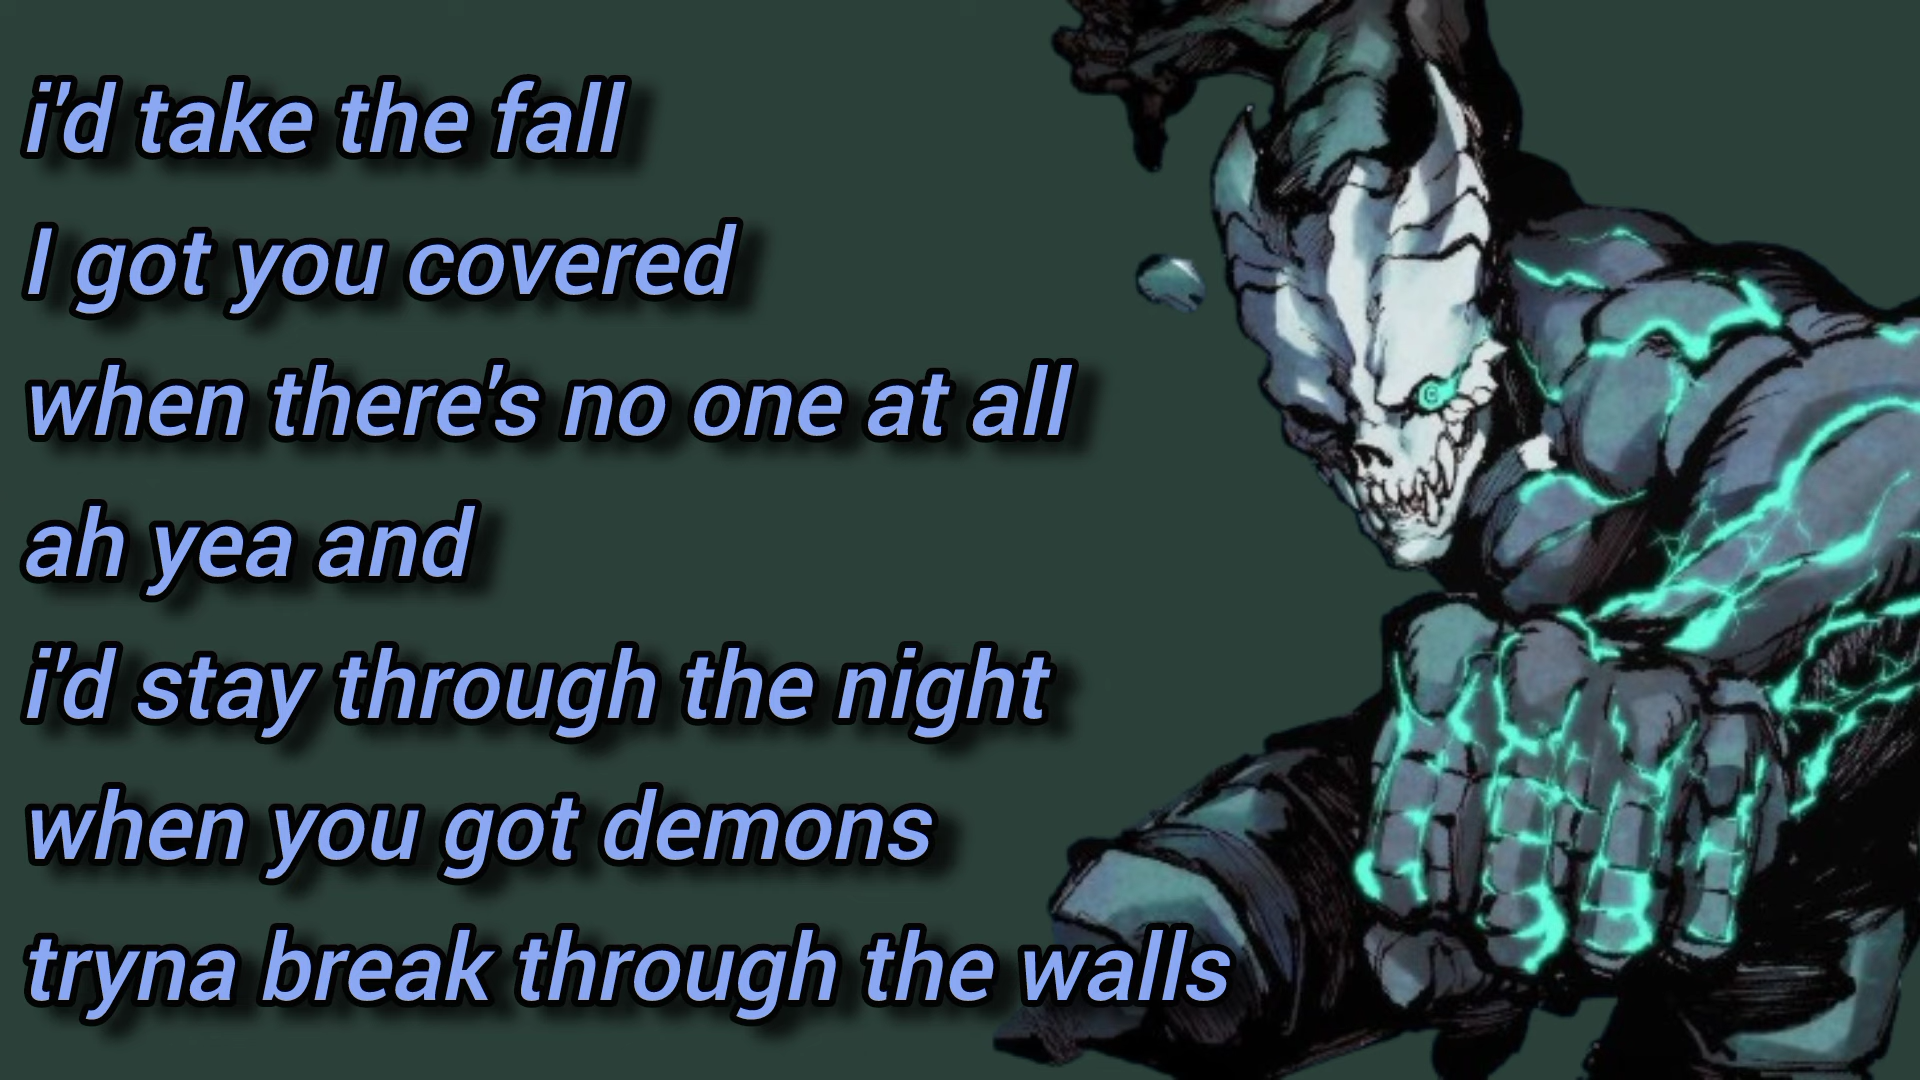 i'd take the fall
I got you covered
when there's no one at all
ah yea and
i'd stay through the night
when you got demons
tryna break through the walls